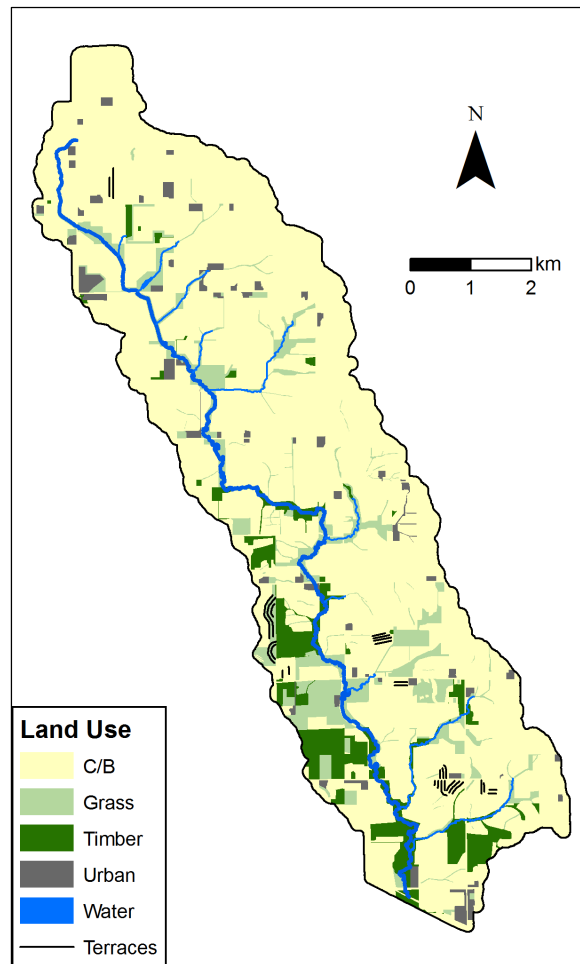 N
km
0 1 2
Land Use
C/B
Grass
Timber
Urban
Water
Terraces